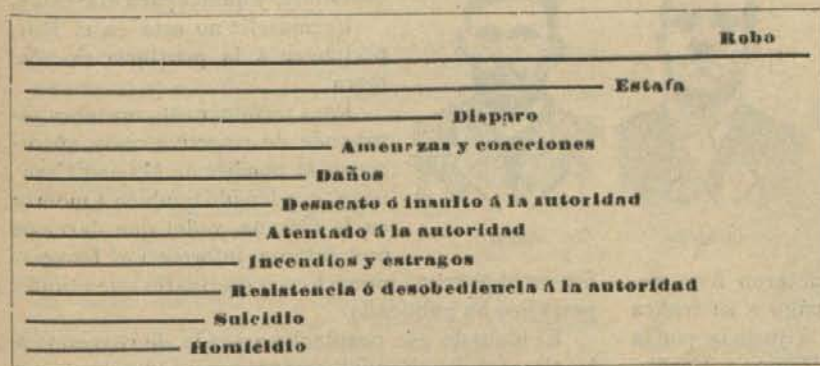 Robo
Estafa
Disparo
Amenezas y coacciones
Daños
Desacato ó insulto á la autoridad
Atentado á la autoridad
Incendios y estragos
Resistencia ó desobediencia á la autoridad
Suicidio
Homicidio